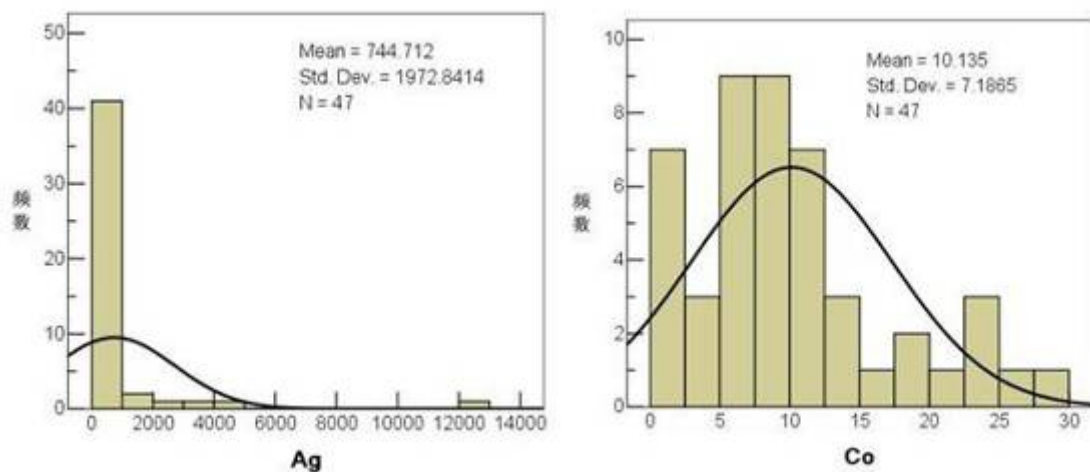 50
40
30
20
10
0
频数
Mean = 744.712
Std. Dev. = 1972.8414
N = 47
0 2000 4000 6000 8000 10000 12000 14000
Ag
10
8
6
4
2
0
频数
Mean = 10.135
Std. Dev. = 7.1865
N = 47
0 5 10 15 20 25 30
Co